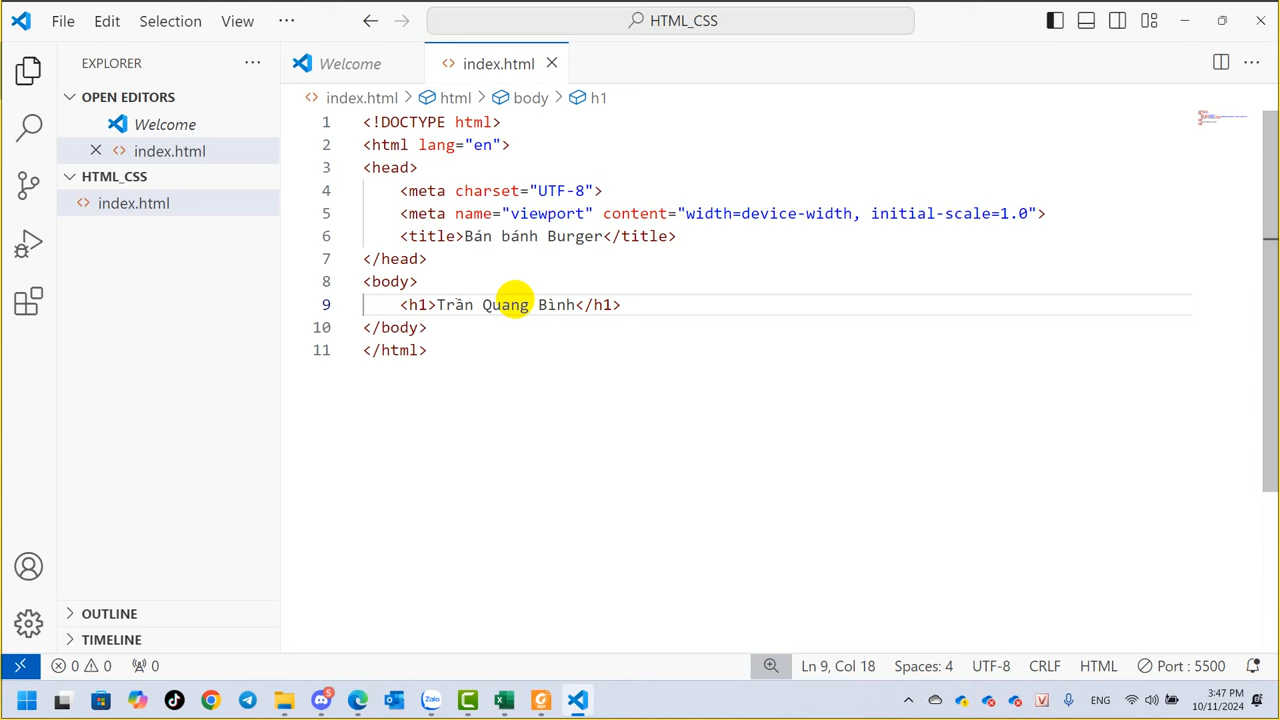 File Edit Selection View ··· HTML_CSS
EXPLORER ···
Welcome index.html
OPEN EDITORS
Welcome
index.html
HTML_CSS
index.html
OUTLINE
TIMELINE
index.html > html > body > h1
1 <!DOCTYPE html>
2 <html lang="en">
3 <head>
4 <meta charset="UTF-8">
5 <meta name="viewport" content="width=device-width, initial-scale=1.0">
6 <title>Bán bánh Burger</title>
7 </head>
8 <body>
9 <h1>Trần Quang Bình</h1>
10 </body>
11 </html>
0 0 0 Ln 9, Col 18 Spaces: 4 UTF-8 CRLF HTML Port : 5500
5 Zalo V ENG 3:47 PM
10/11/2024